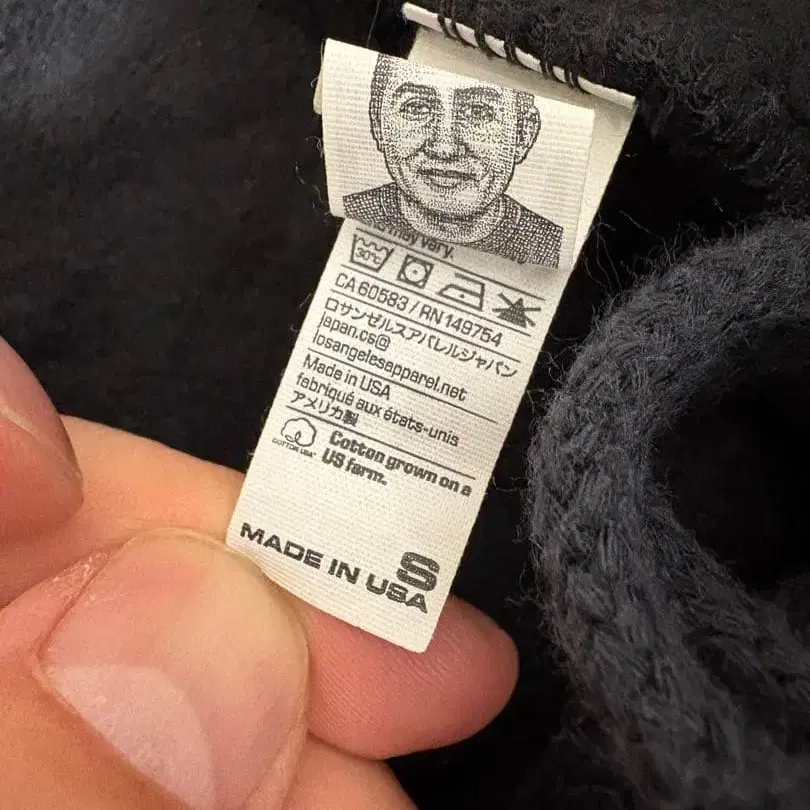 may vary.
30°C
CA 60583 / RN 149754
ロサンゼルスアパレルジャパン
japan.cs@
losangelesapparel.net
Made in USA
fabriqué aux états-unis
アメリカ製
COTTON USA
Cotton grown on a
US farm.
S
MADE IN USA